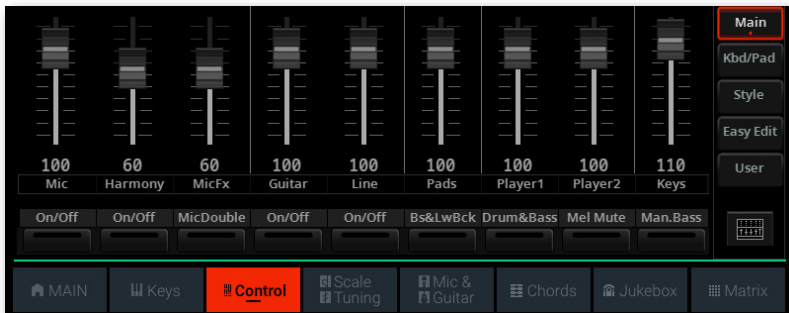 Main
Kbd/Pad
Style
Easy Edit
User
100 60 60 100 100 100 100 100 110
Mic Harmony MicFx Guitar Line Pads Player1 Player2 Keys
On/Off On/Off MicDouble On/Off On/Off Bs&LwBck Drum&Bass Mel Mute Man.Bass
MAIN Keys Control Scale Tuning Mic & Guitar Chords Jukebox Matrix